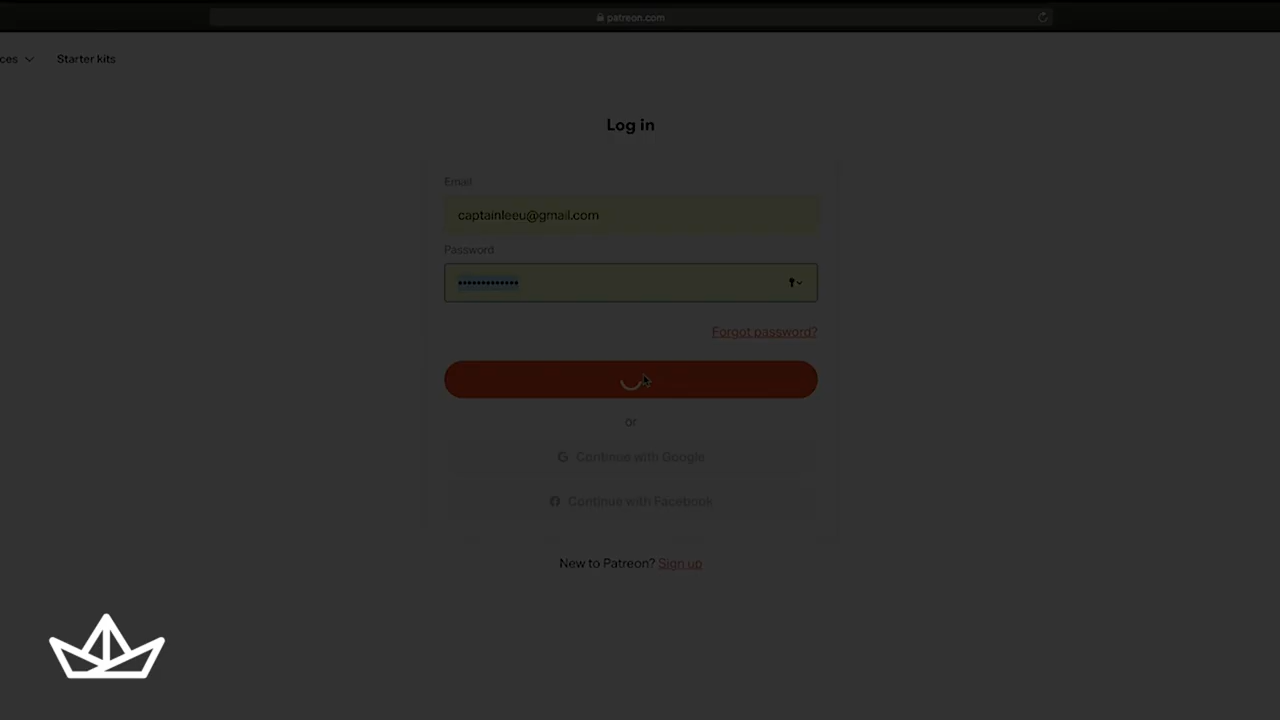 patreon.com
ces
Starter kits
Log in
Email
captainleeu@gmail.com
Password
•••••••••••••
Forgot password?
or
G Continue with Google
Continue with Facebook
New to Patreon? Sign up